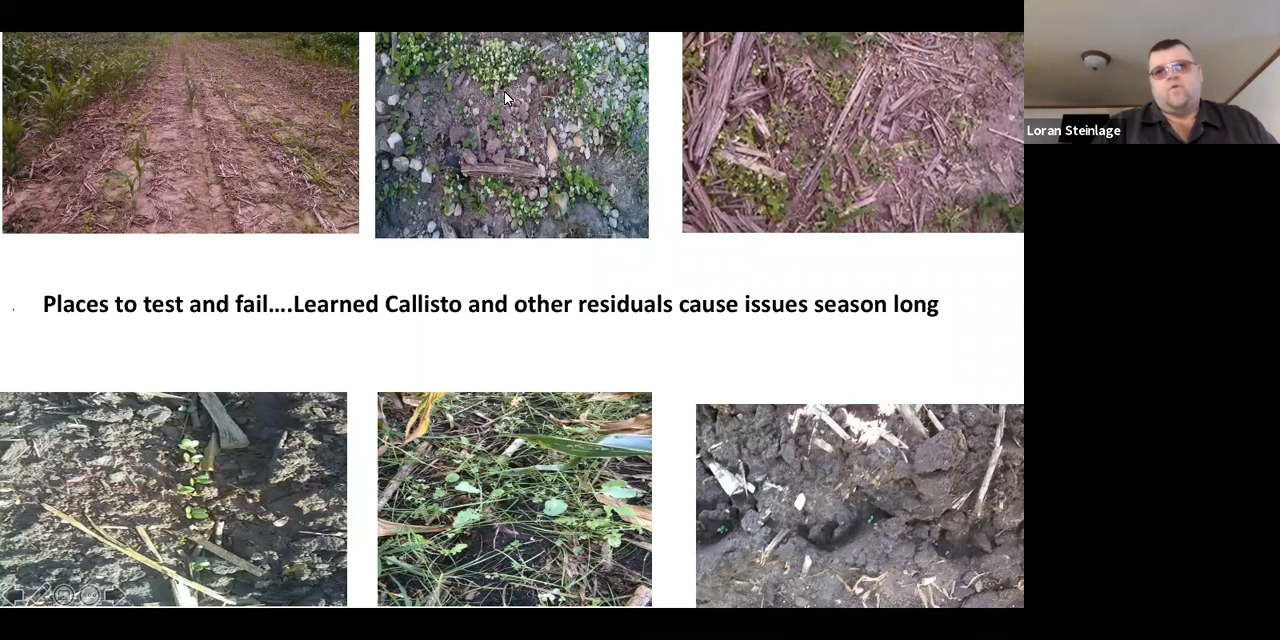 Loran Steinlage
Places to test and fail....Learned Callisto and other residuals cause issues season long